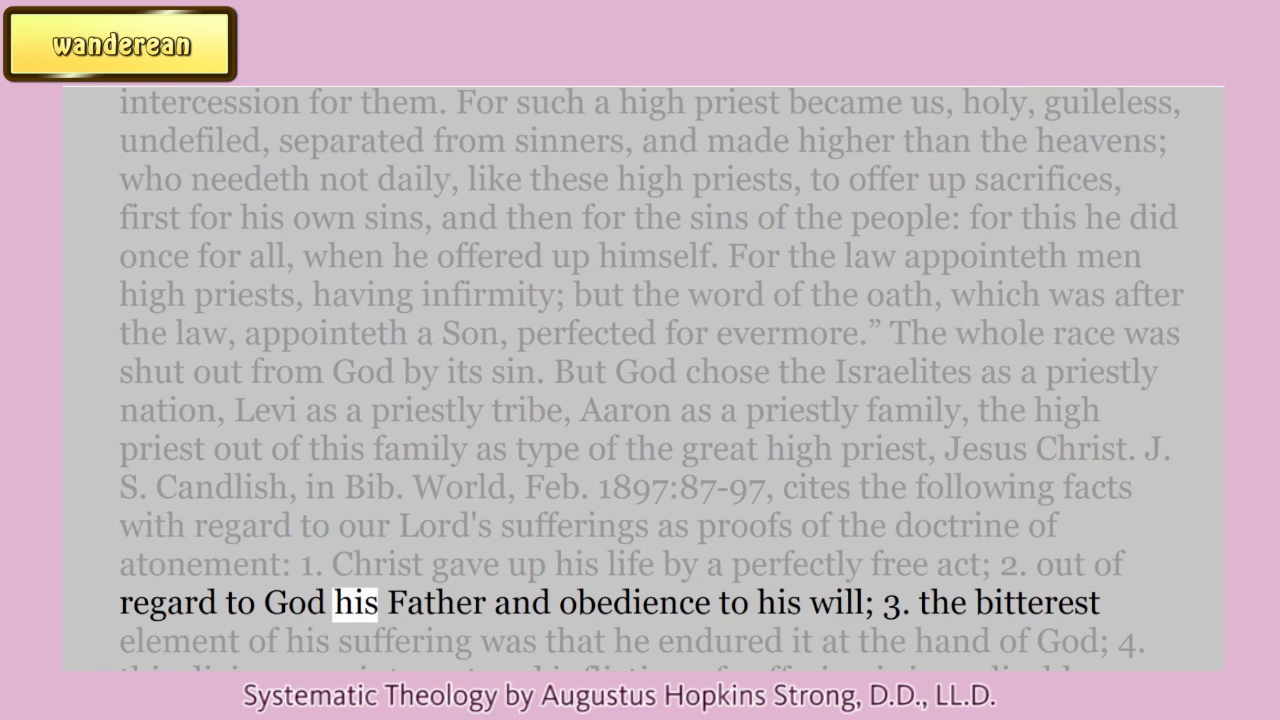 wanderean
intercession for them. For such a high priest became us, holy, guileless,
undefiled, separated from sinners, and made higher than the heavens;
who needeth not daily, like these high priests, to offer up sacrifices,
first for his own sins, and then for the sins of the people: for this he did
once for all, when he offered up himself. For the law appointeth men
high priests, having infirmity; but the word of the oath, which was after
the law, appointeth a Son, perfected for evermore.” The whole race was
shut out from God by its sin. But God chose the Israelites as a priestly
nation, Levi as a priestly tribe, Aaron as a priestly family, the high
priest out of this family as type of the great high priest, Jesus Christ. J.
S. Candlish, in Bib. World, Feb. 1897:87-97, cites the following facts
with regard to our Lord's sufferings as proofs of the doctrine of
atonement: 1. Christ gave up his life by a perfectly free act; 2. out of
regard to God his Father and obedience to his will; 3. the bitterest
element of his suffering was that he endured it at the hand of God; 4.
Systematic Theology by Augustus Hopkins Strong, D.D., LL.D.